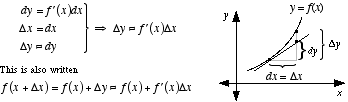 dy = f′(x)dx
Δx = dx
Δy ≈ dy
⇒ Δy ≈ f′(x)Δx
This is also written
f(x + Δx) = f(x) + Δy ≈ f(x) + f′(x)Δx
y
y = f(x)
dy
Δy
dx = Δx
x